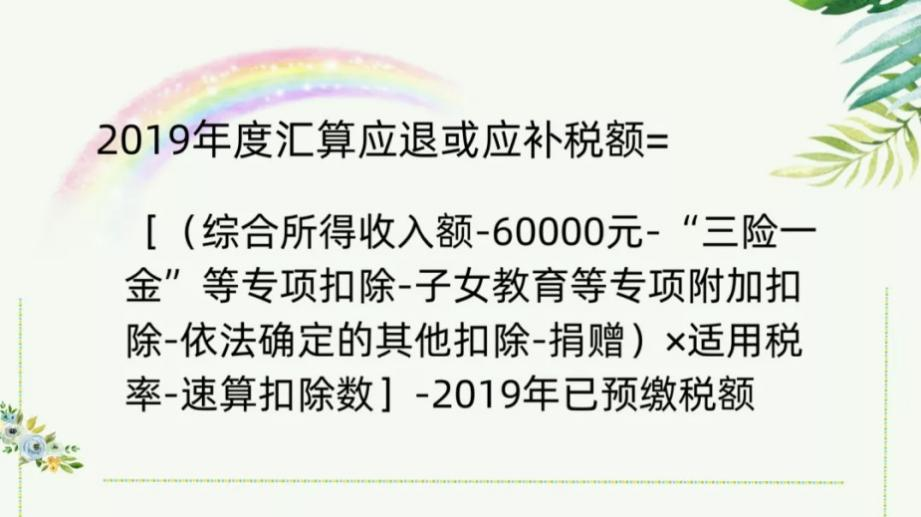 2019年度汇算应退或应补税额=
[（综合所得收入额-60000元-“三险一
金”等专项扣除-子女教育等专项附加扣
除-依法确定的其他扣除-捐赠）×适用税
率-速算扣除数]-2019年已预缴税额